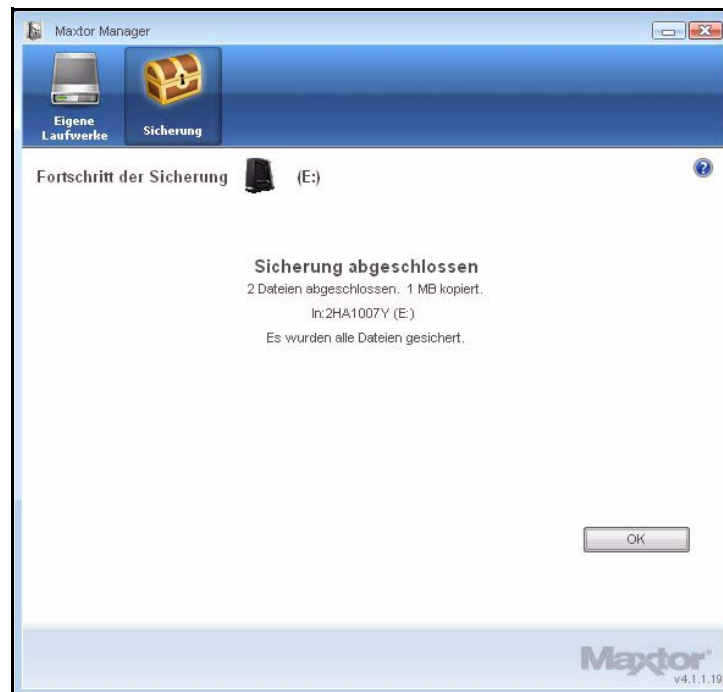 Maxtor Manager
Eigene
Laufwerke
Sicherung
Fortschritt der Sicherung (E:)
Sicherung abgeschlossen
2 Dateien abgeschlossen. 1 MB kopiert.
In:2HA1007Y (E:)
Es wurden alle Dateien gesichert.
OK
Maxtor
v4.1.1.19